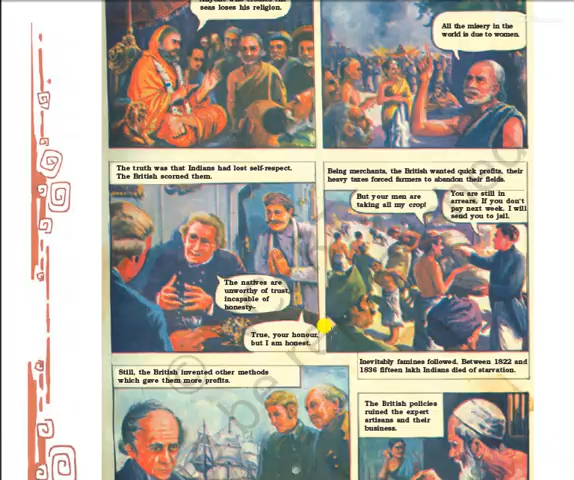 seas loses his religion.
All the misery in the
world is due to women.
The truth was that Indians had lost self-respect.
The British scorned them.
Being merchants, the British wanted quick profits, their
heavy taxes forced farmers to abandon their fields.
But your men are
taking all my crop!
You are still in
arrears. If you don't
pay next week. I will
send you to jail.
The natives are
unworthy of trust,
incapable of
honesty–
True, your honour,
but I am honest.
Still, the British invented other methods
which gave them more profits.
Inevitably famines followed. Between 1822 and
1836 fifteen lakh Indians died of starvation.
The British policies
ruined the expert
artisans and their
business.